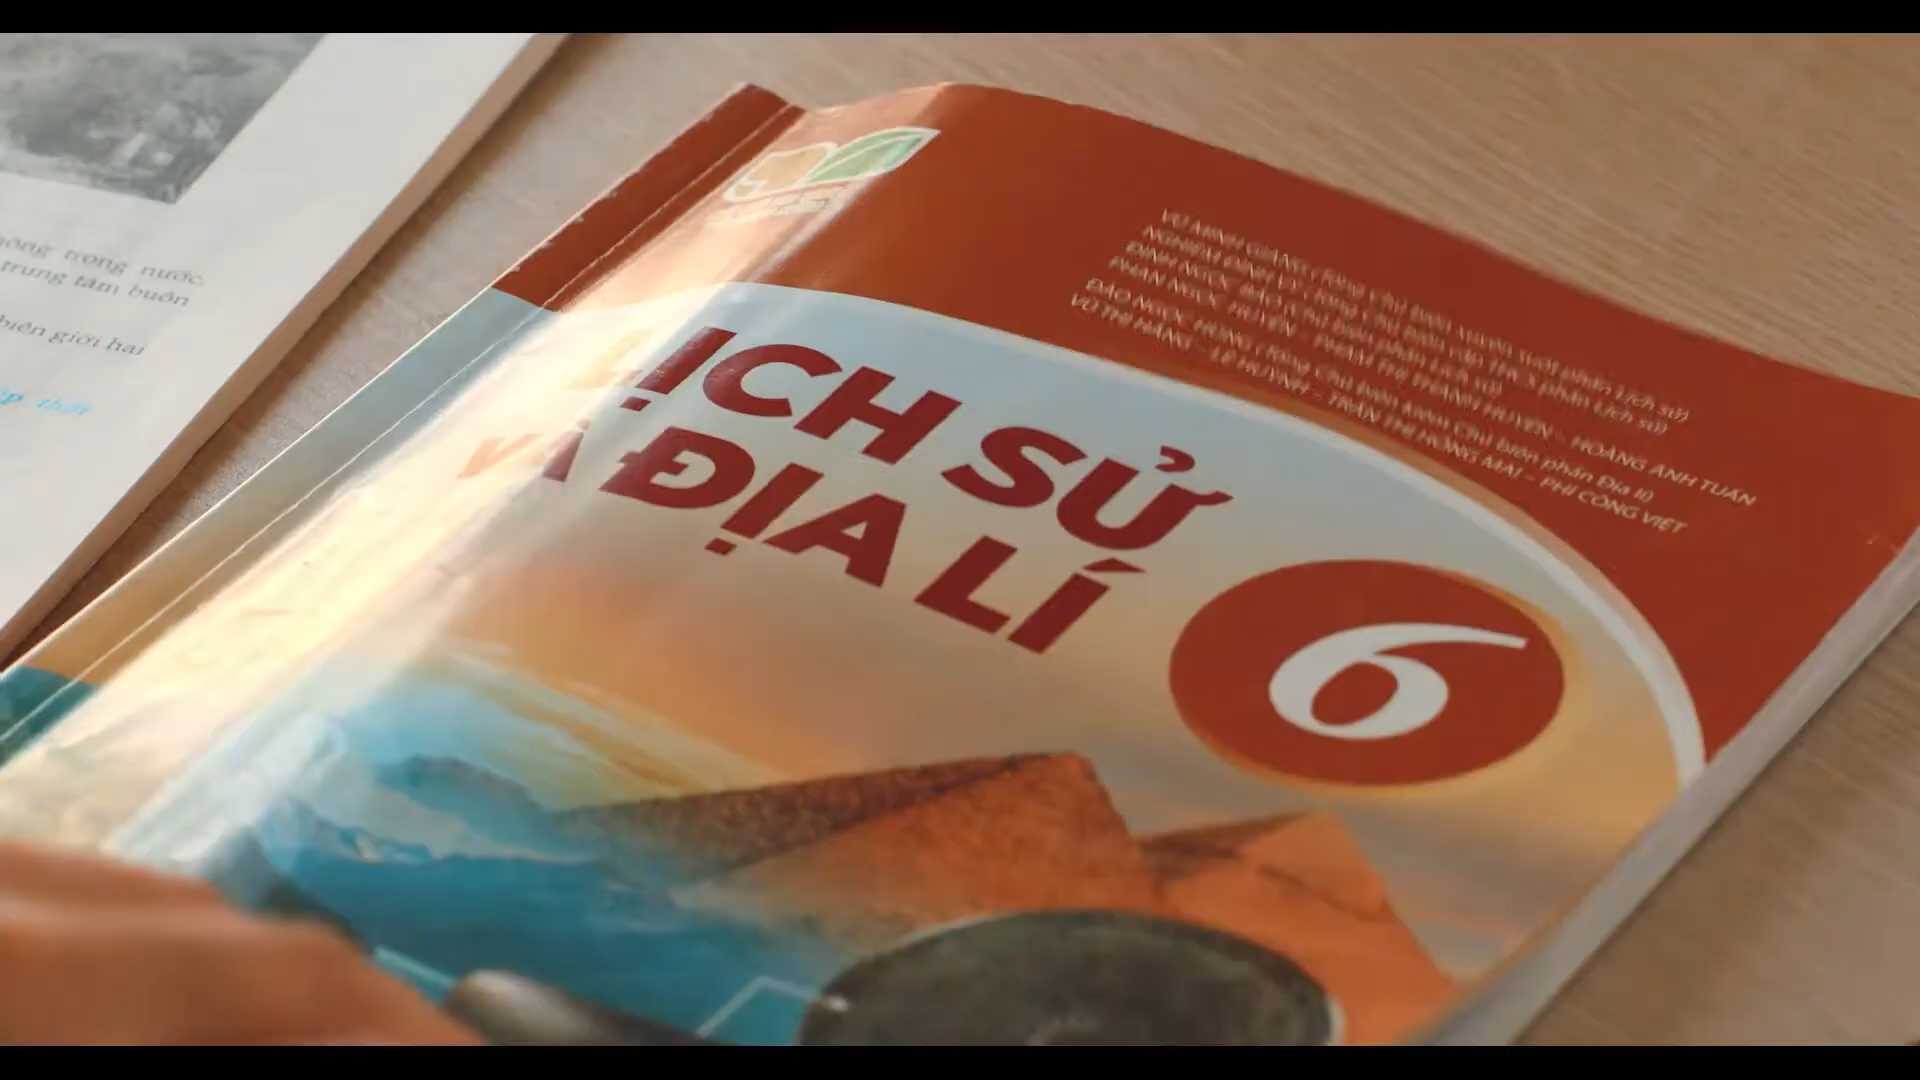 trong nước.
trung tâm buôn
biên giới hai
thời
VŨ MINH GIANG (Tổng Chủ biên xuyên suốt phần Lịch sử)
NGHIÊM ĐÌNH VỲ (Tổng Chủ biên cấp THCS phần Lịch sử)
ĐINH NGỌC BẢO (Chủ biên phần Lịch sử)
PHAN NGỌC HUYỀN – PHẠM THỊ THANH HUYỀN – HOÀNG ANH TUẤN
ĐÀO NGỌC HÙNG (Tổng Chủ biên kiêm Chủ biên phần Địa lí)
VŨ THỊ HẰNG – LÊ HUỲNH – TRẦN THỊ HỒNG MAI – PHÍ CÔNG VIỆT
LỊCH SỬ
VÀ ĐỊA LÍ
6